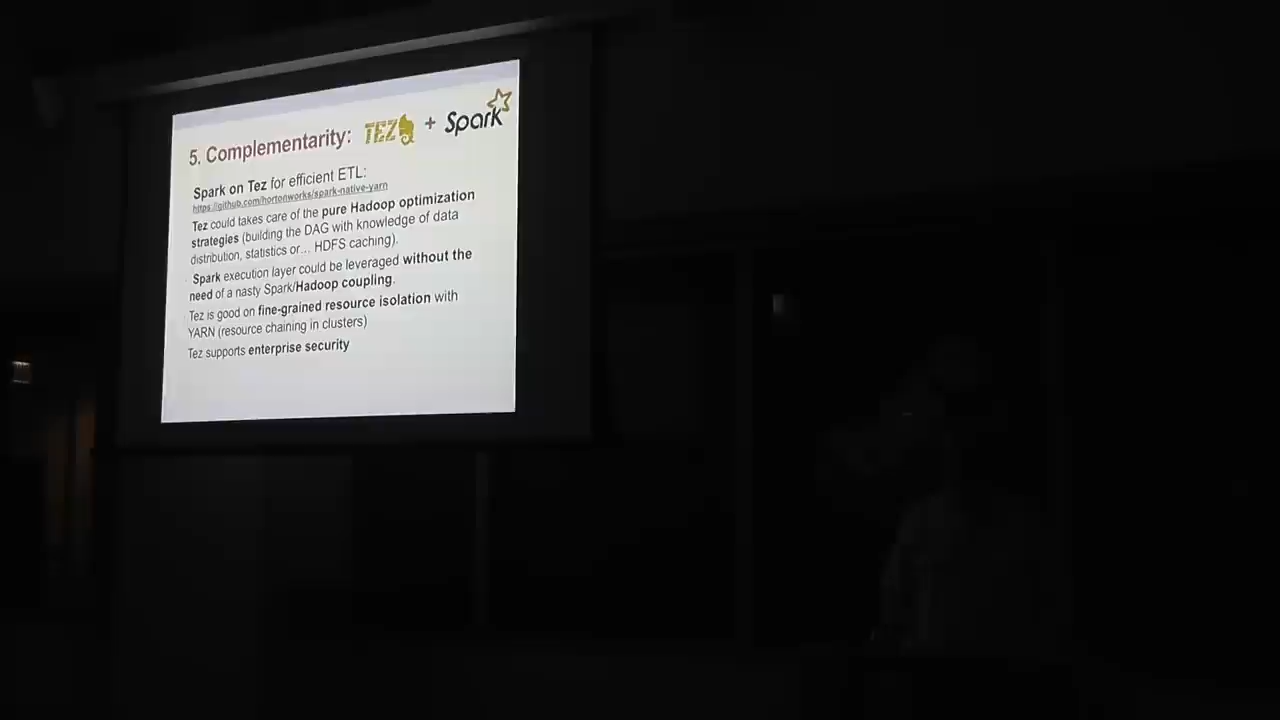 5. Complementarity: TEZ + Spark
Spark on Tez for efficient ETL:
https://github.com/hortonworks/spark-native-yarn
Tez could takes care of the pure Hadoop optimization
strategies (building the DAG with knowledge of data
distribution, statistics or… HDFS caching).
Spark execution layer could be leveraged without the
need of a nasty Spark/Hadoop coupling.
Tez is good on fine-grained resource isolation with
YARN (resource chaining in clusters)
Tez supports enterprise security